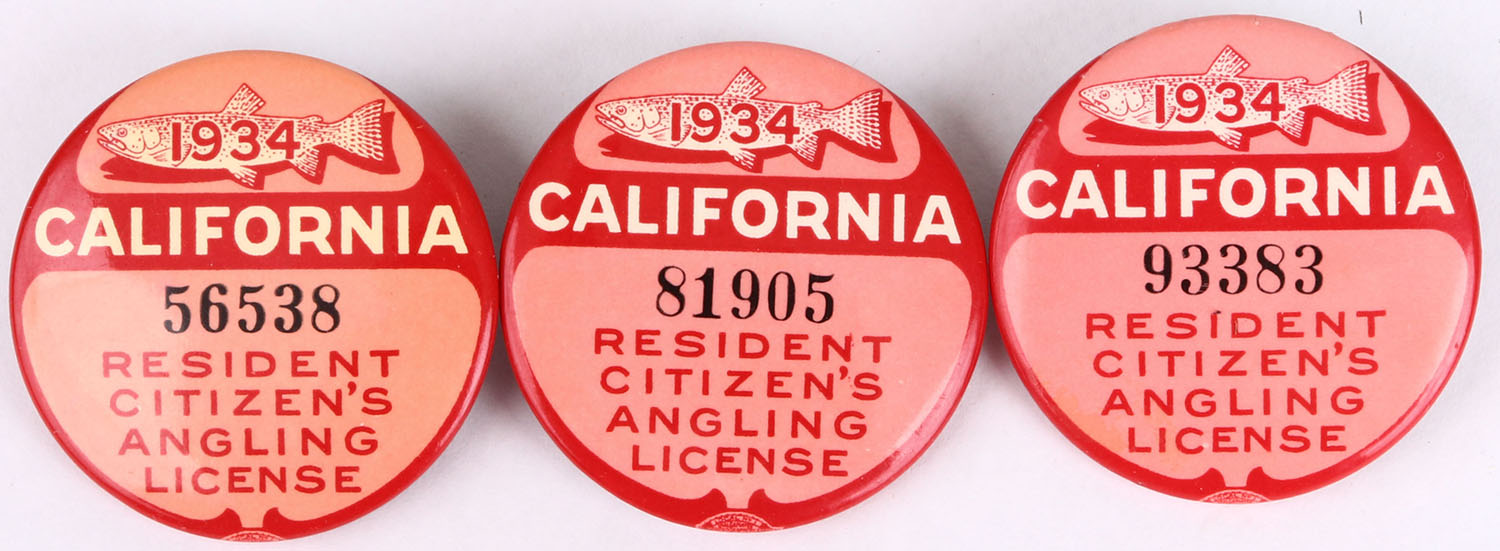 1934
CALIFORNIA
56538
RESIDENT
CITIZEN'S
ANGLING
LICENSE
1934
CALIFORNIA
81905
RESIDENT
CITIZEN'S
ANGLING
LICENSE
1934
CALIFORNIA
93383
RESIDENT
CITIZEN'S
ANGLING
LICENSE